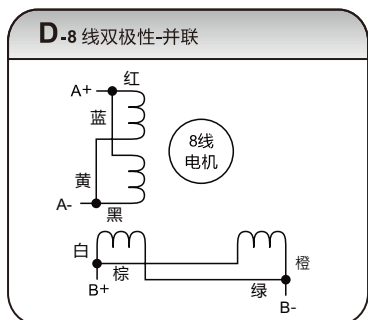 D-8 线双极性-并联
红
A+
蓝
8线
电机
黄
A-
黑
白
棕
橙
B+
绿
B-